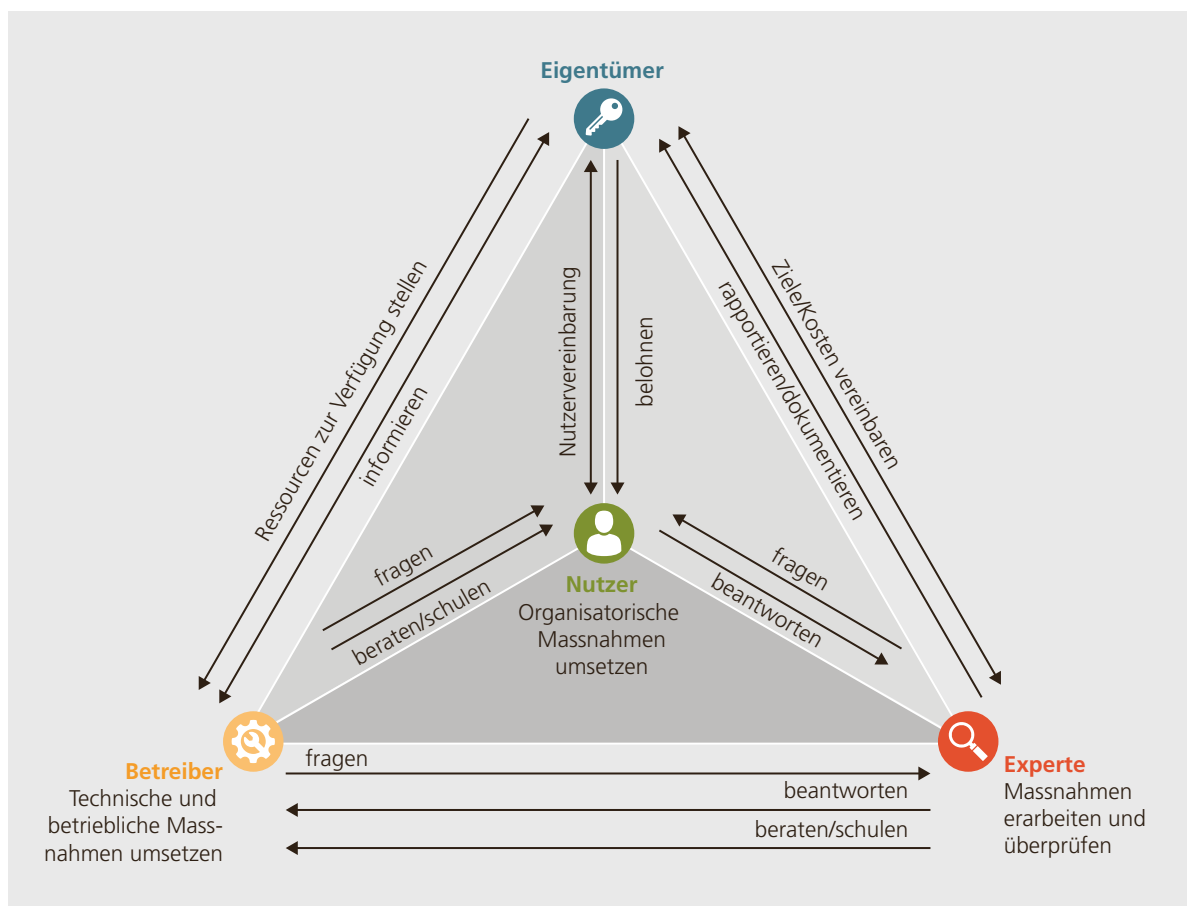 Eigentümer
Ressourcen zur Verfügung stellen
informieren
Nutzervereinbarung
belohnen
Ziele/Kosten vereinbaren
rapportieren/dokumentieren
fragen
beraten/schulen
fragen
beantworten
Nutzer
Organisatorische
Massnahmen
umsetzen
Betreiber
Technische und
betriebliche Mass-
nahmen umsetzen
fragen
beantworten
beraten/schulen
Experte
Massnahmen
erarbeiten und
überprüfen